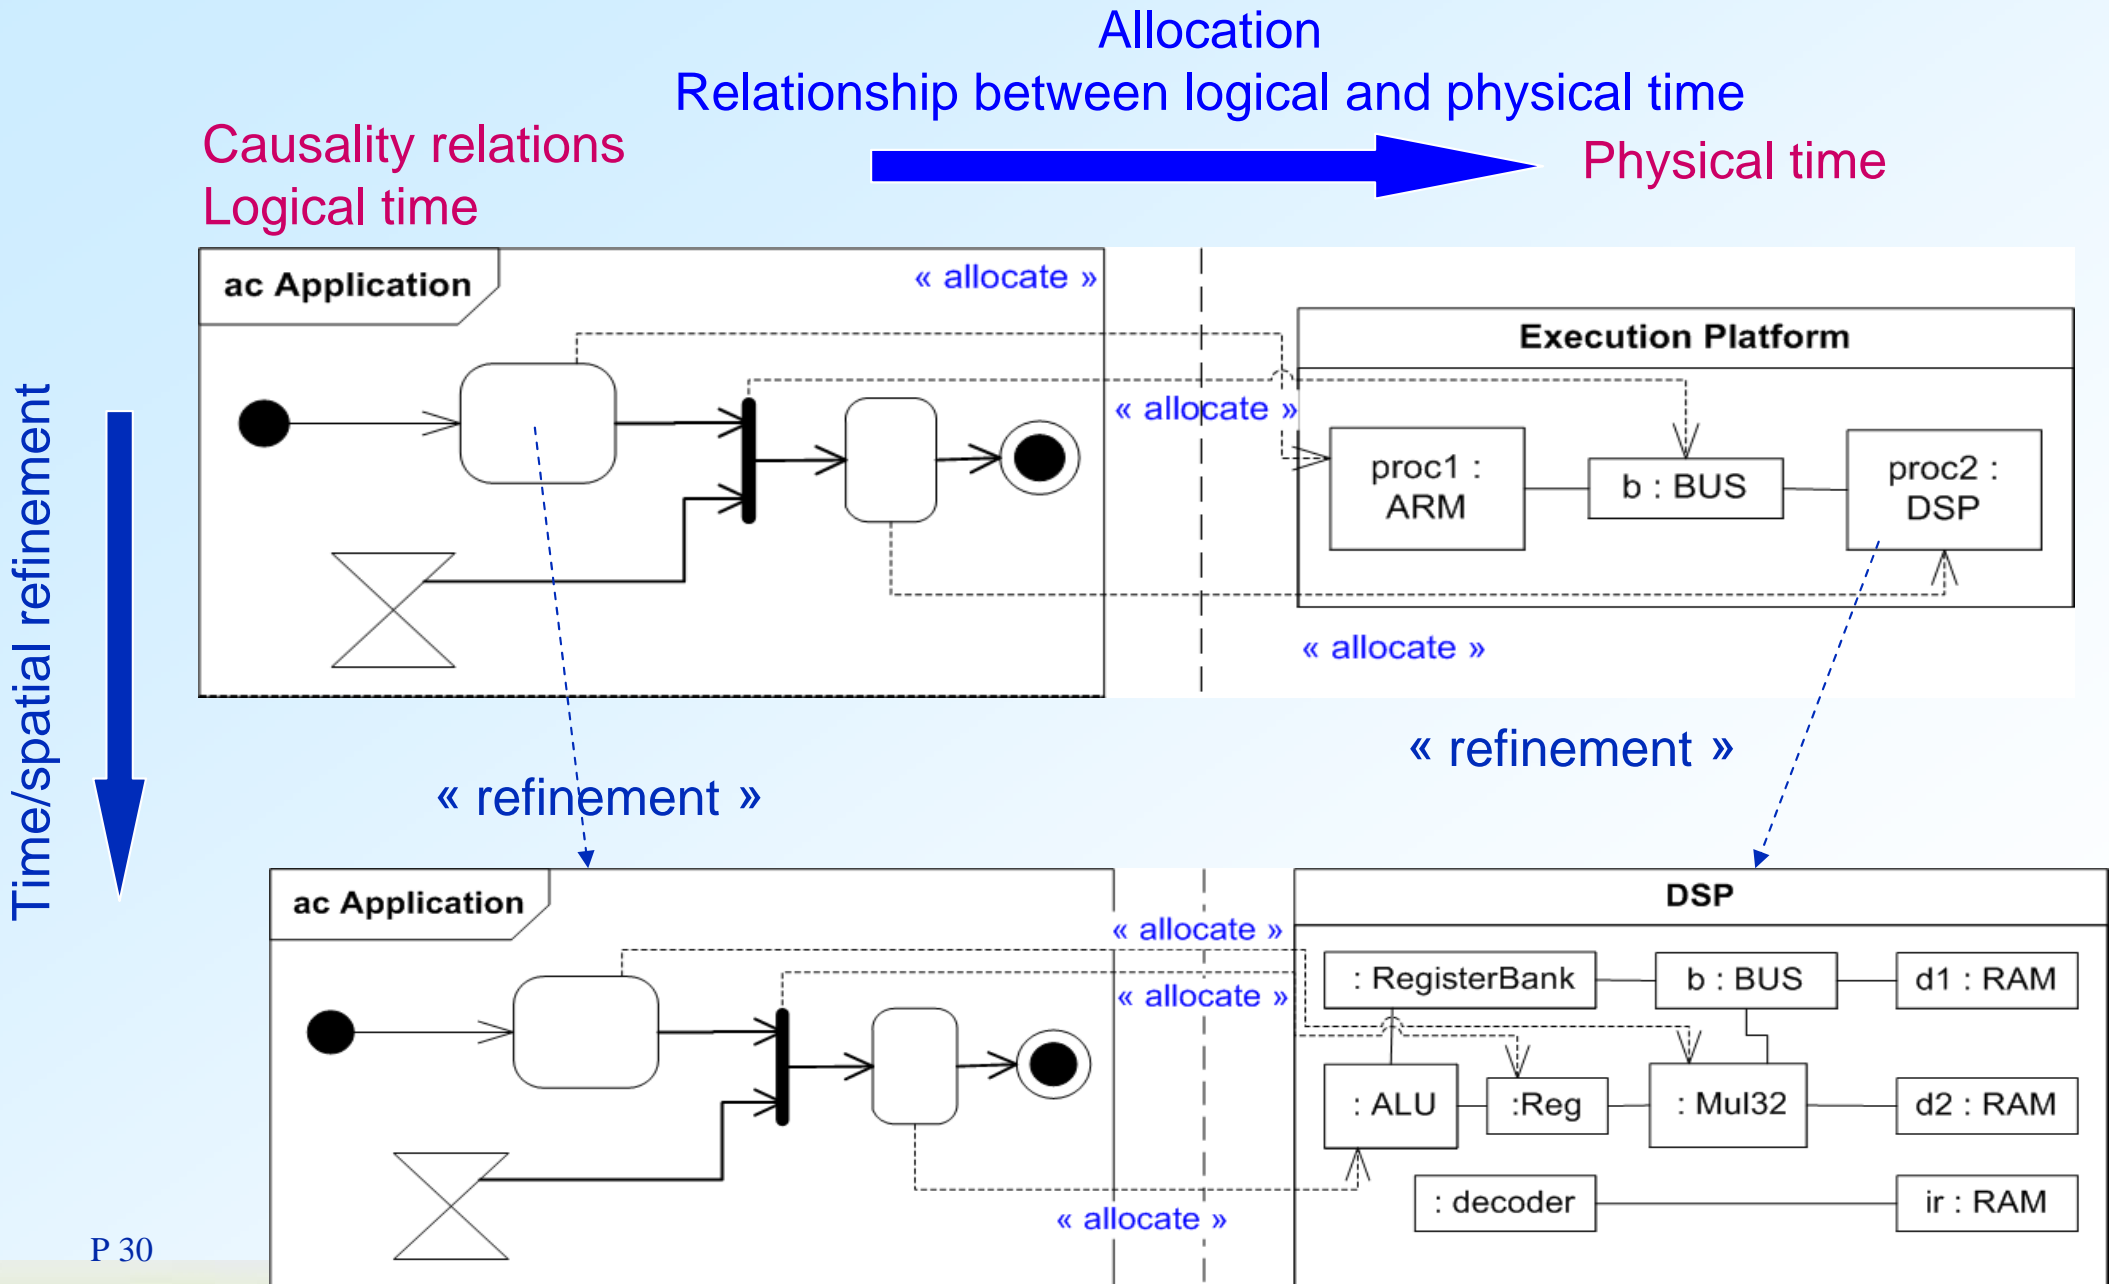 Allocation
Relationship between logical and physical time
Causality relations
Logical time
Physical time
Time/spatial refinement
ac Application
« allocate »
Execution Platform
« allocate »
proc1 :
ARM
b : BUS
proc2 :
DSP
« allocate »
« refinement »
« refinement »
ac Application
« allocate »
« allocate »
« allocate »
DSP
: RegisterBank
b : BUS
d1 : RAM
: ALU
:Reg
: Mul32
d2 : RAM
: decoder
ir : RAM
P 30